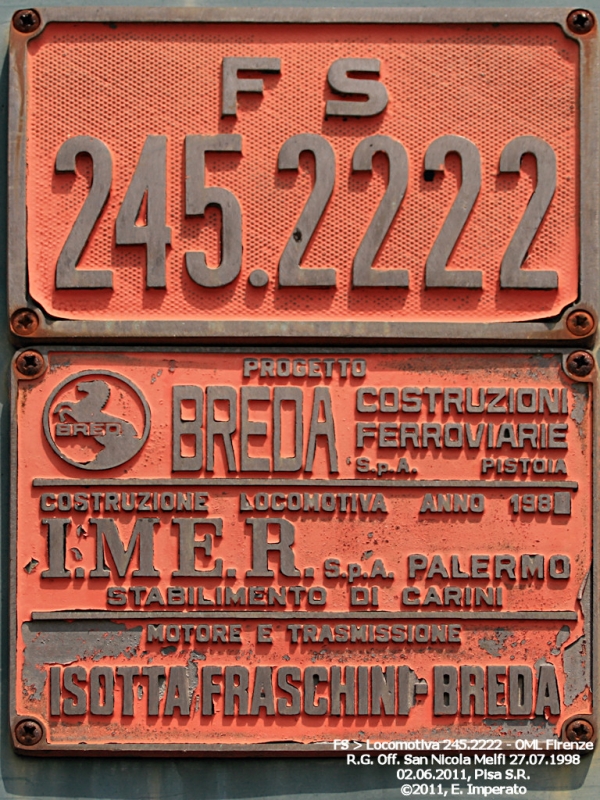 FS
245.2222
PROGETTO
BREDA
BREDA
COSTRUZIONI
FERROVIARIE
S.p.A. PISTOIA
COSTRUZIONE LOCOMOTIVA ANNO
I.M.E.R. S.p.A. PALERMO
STABILIMENTO DI CARINI
MOTORE E TRASMISSIONE
ISOTTA FRASCHINI-BREDA
FS > Locomotiva 245.2222 - OML Firenze
R.G. Off. San Nicola Melfi 27.07.1998
02.06.2011, Pisa S.R.
©2011, E. Imperato